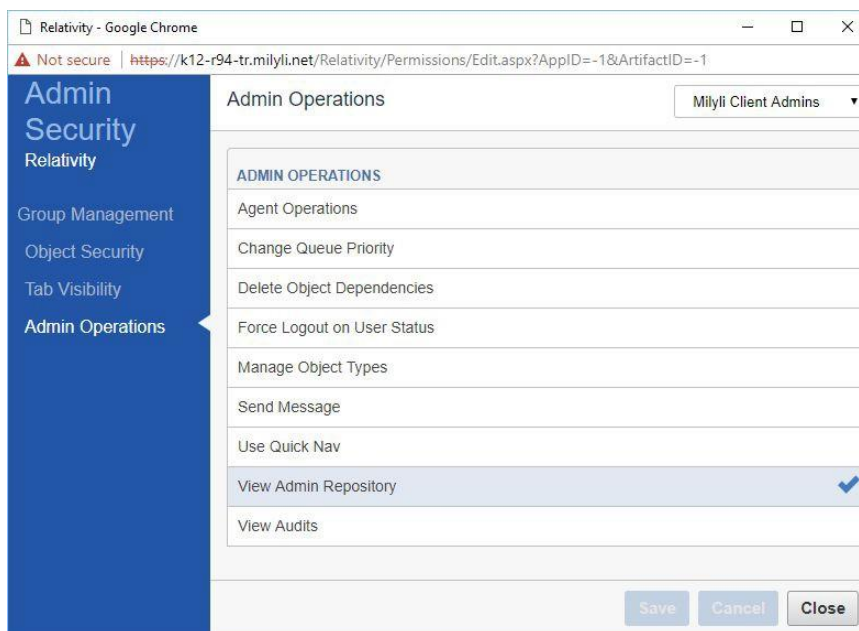 Relativity - Google Chrome
Not secure | https://k12-r94-tr.milyli.net/Relativity/Permissions/Edit.aspx?AppID=-1&ArtifactID=-1
Admin
Security
Relativity
Group Management
Object Security
Tab Visibility
Admin Operations
Admin Operations
Milyli Client Admins
ADMIN OPERATIONS
Agent Operations
Change Queue Priority
Delete Object Dependencies
Force Logout on User Status
Manage Object Types
Send Message
Use Quick Nav
View Admin Repository
View Audits
Save Cancel Close